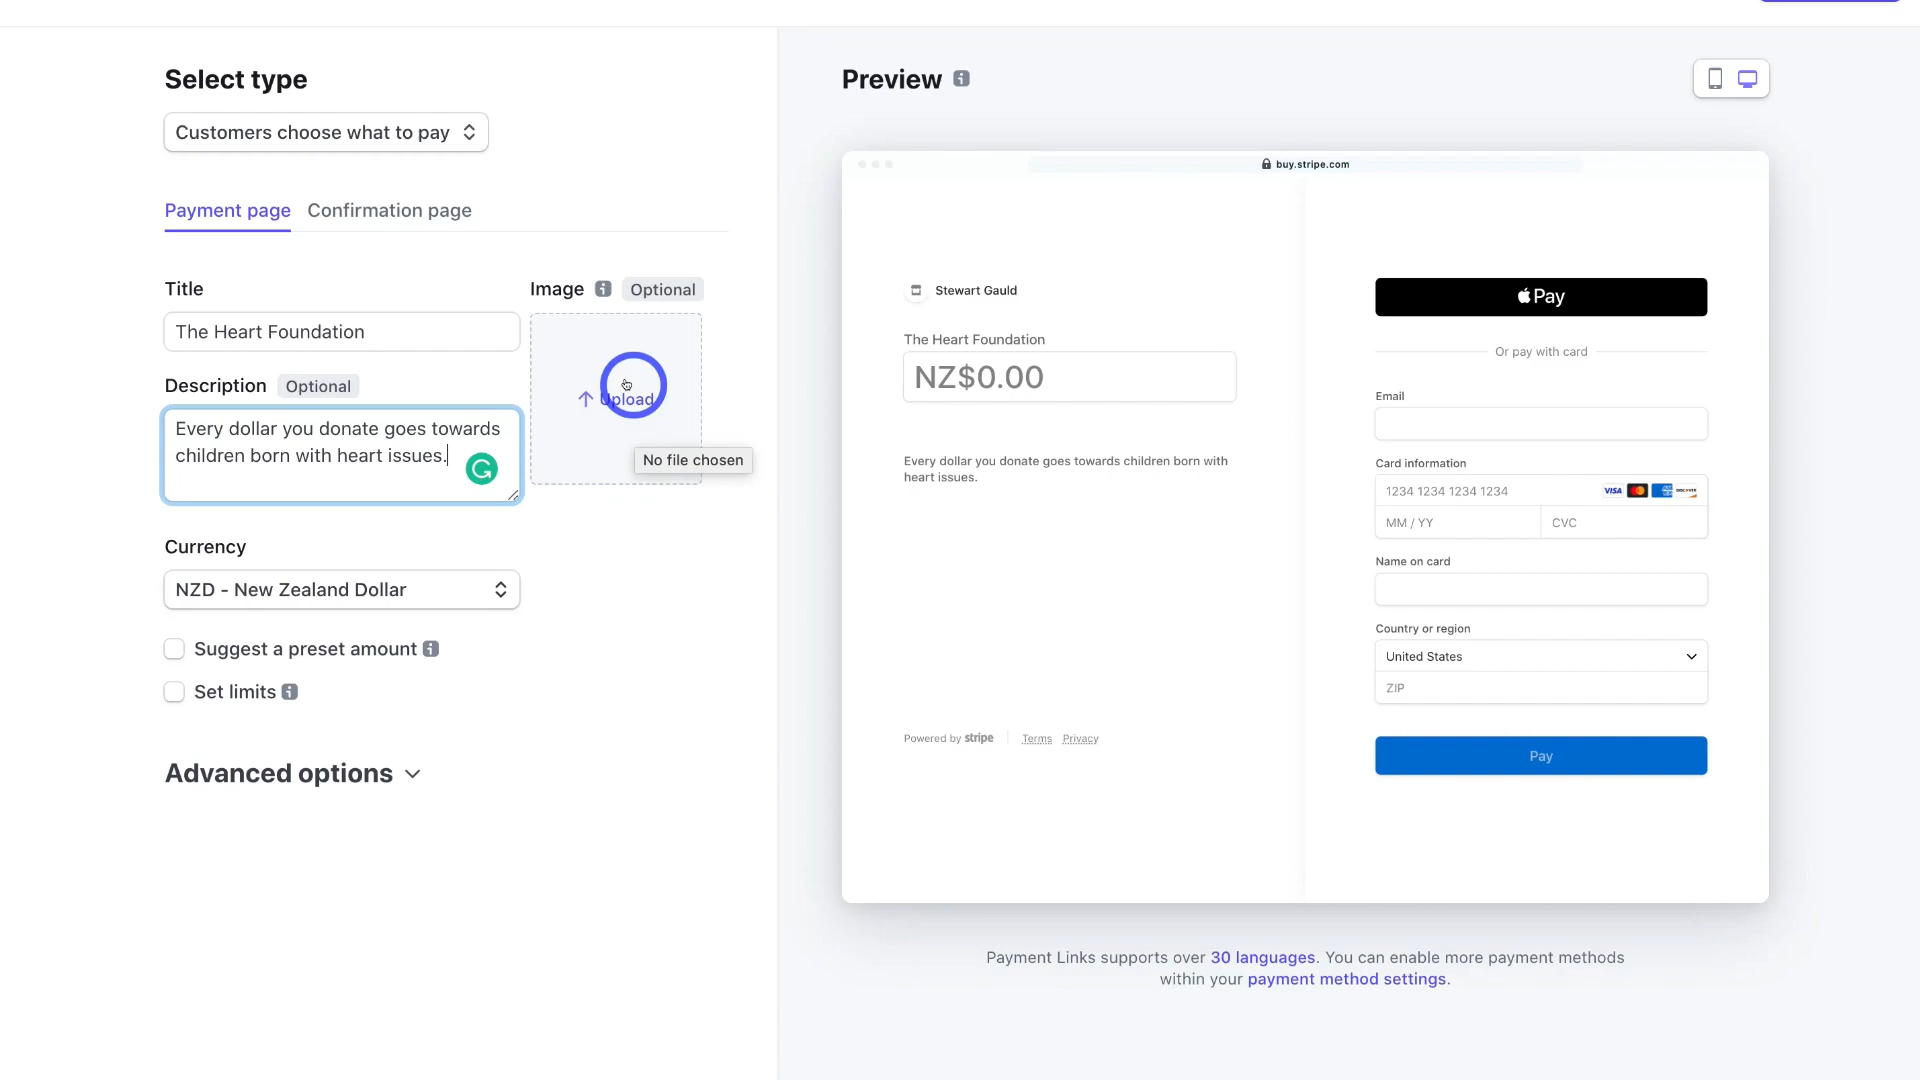 Select type
Customers choose what to pay
Payment page
Confirmation page
Title
The Heart Foundation
Image
Optional
Upload
No file chosen
Description
Optional
Every dollar you donate goes towards
children born with heart issues.
Currency
NZD - New Zealand Dollar
Suggest a preset amount
Set limits
Advanced options
Preview
buy.stripe.com
Stewart Gauld
The Heart Foundation
NZ$0.00
Every dollar you donate goes towards children born with
heart issues.
Powered by stripe
Terms
Privacy
Pay
Or pay with card
Email
Card information
1234 1234 1234 1234
VISA
DISCOVER
MM / YY
CVC
Name on card
Country or region
United States
ZIP
Pay
Payment Links supports over 30 languages. You can enable more payment methods
within your payment method settings.